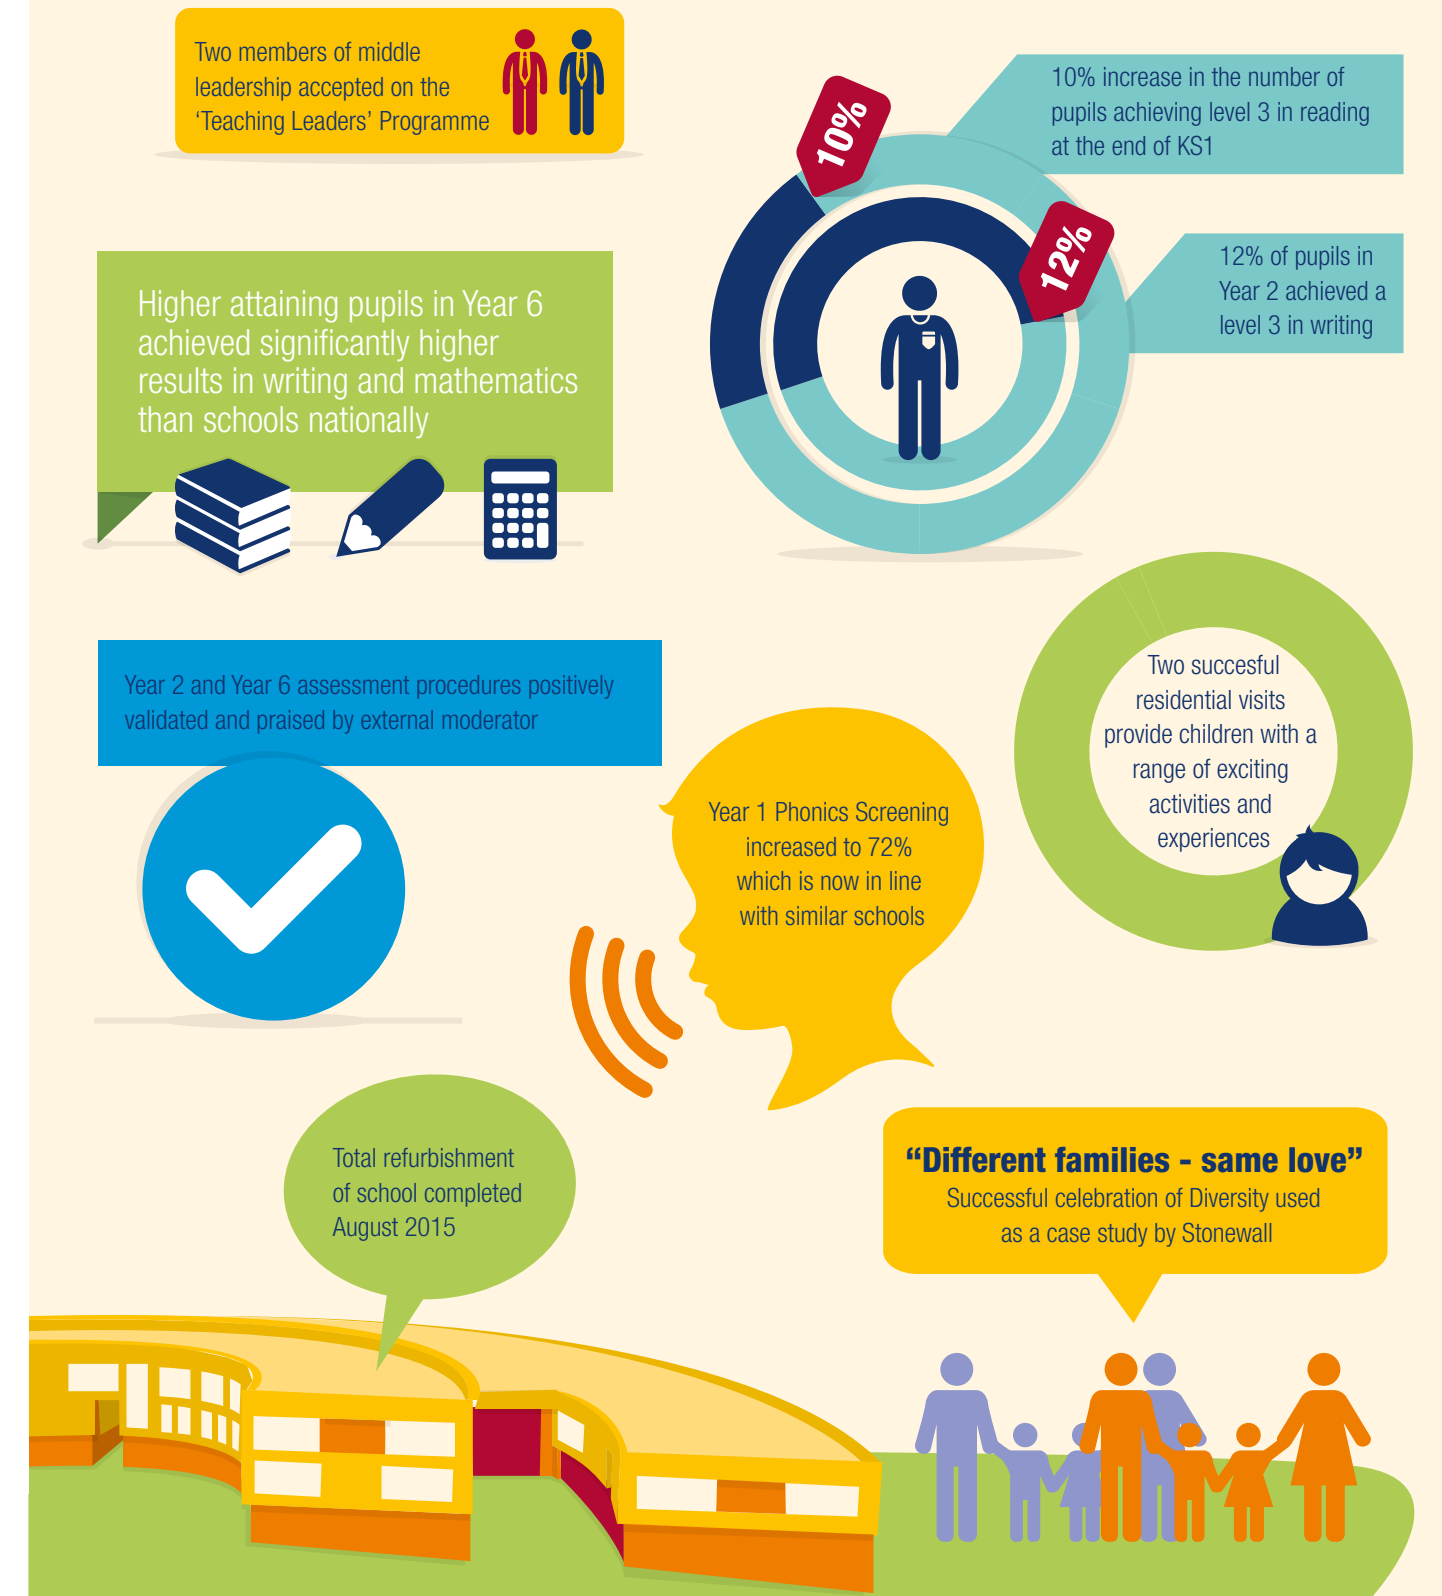 Two members of middle
leadership accepted on the
‘Teaching Leaders’ Programme
10%
10% increase in the number of
pupils achieving level 3 in reading
at the end of KS1
12%
12% of pupils in
Year 2 achieved a
level 3 in writing
Higher attaining pupils in Year 6
achieved significantly higher
results in writing and mathematics
than schools nationally
Year 2 and Year 6 assessment procedures positively
validated and praised by external moderator
Two succesful
residential visits
provide children with a
range of exciting
activities and
experiences
Year 1 Phonics Screening
increased to 72%
which is now in line
with similar schools
Total refurbishment
of school completed
August 2015
“Different families - same love”
Successful celebration of Diversity used
as a case study by Stonewall